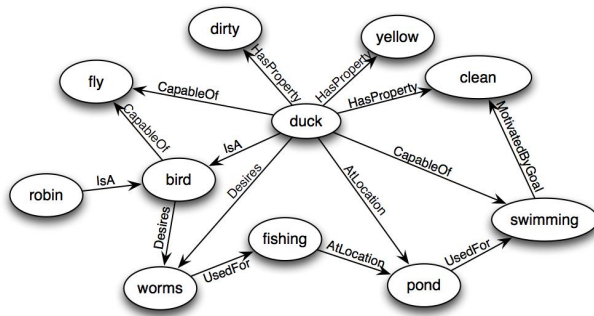 dirty
yellow
HasProperty
HasProperty
fly
clean
CapableOf
HasProperty
duck
CapableOf
IsA
MotivatedByGoal
CapableOf
robin
IsA
bird
Desires
AtLocation
Desires
swimming
fishing
AtLocation
UsedFor
worms
UsedFor
pond